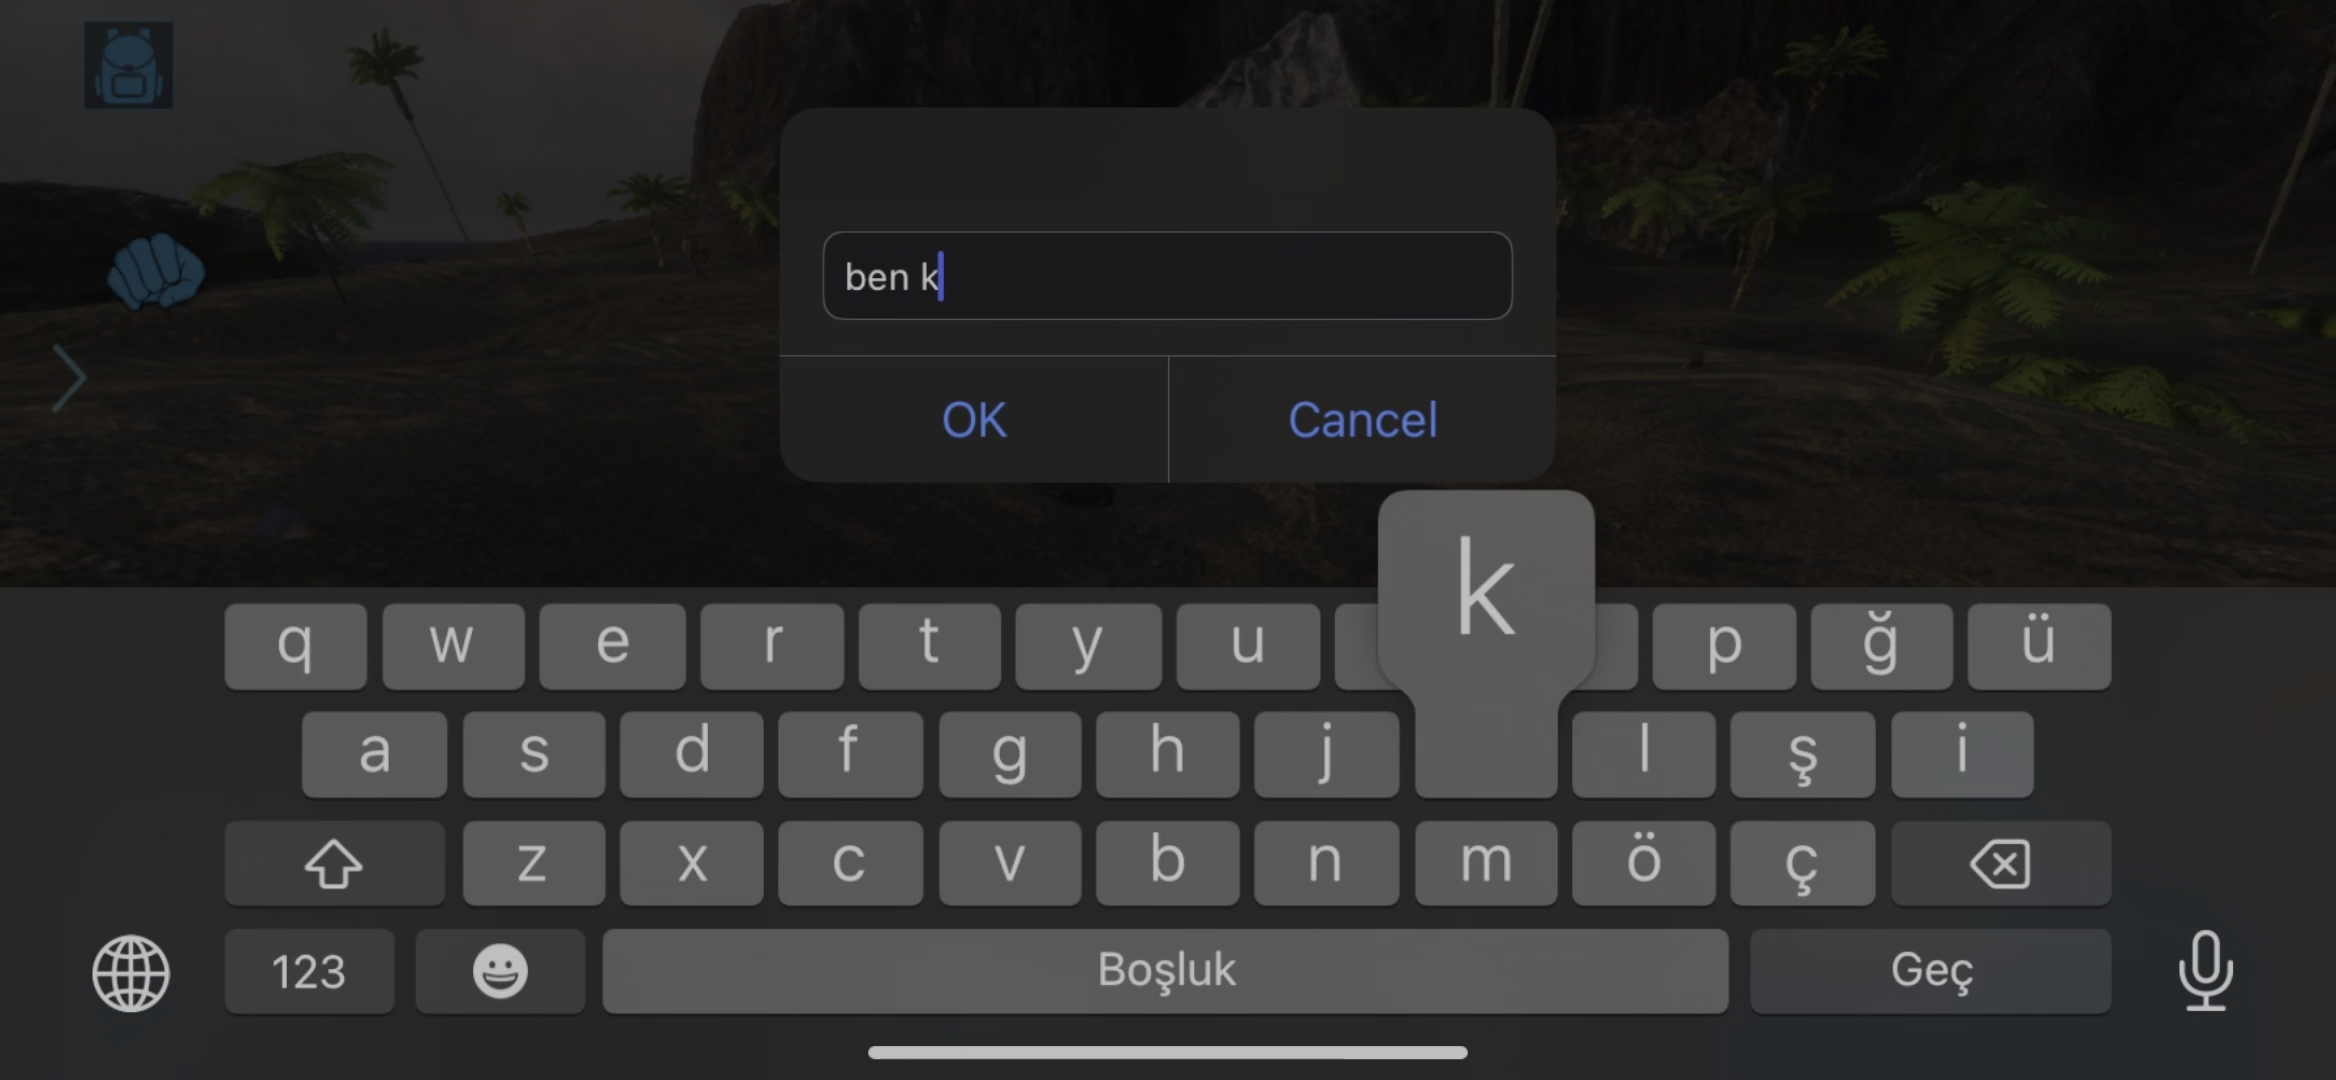 ben k
OK Cancel
k
q w e r t y u p ğ ü
a s d f g h j l ş i
z x c v b n m ö ç
123 Boşluk Geç